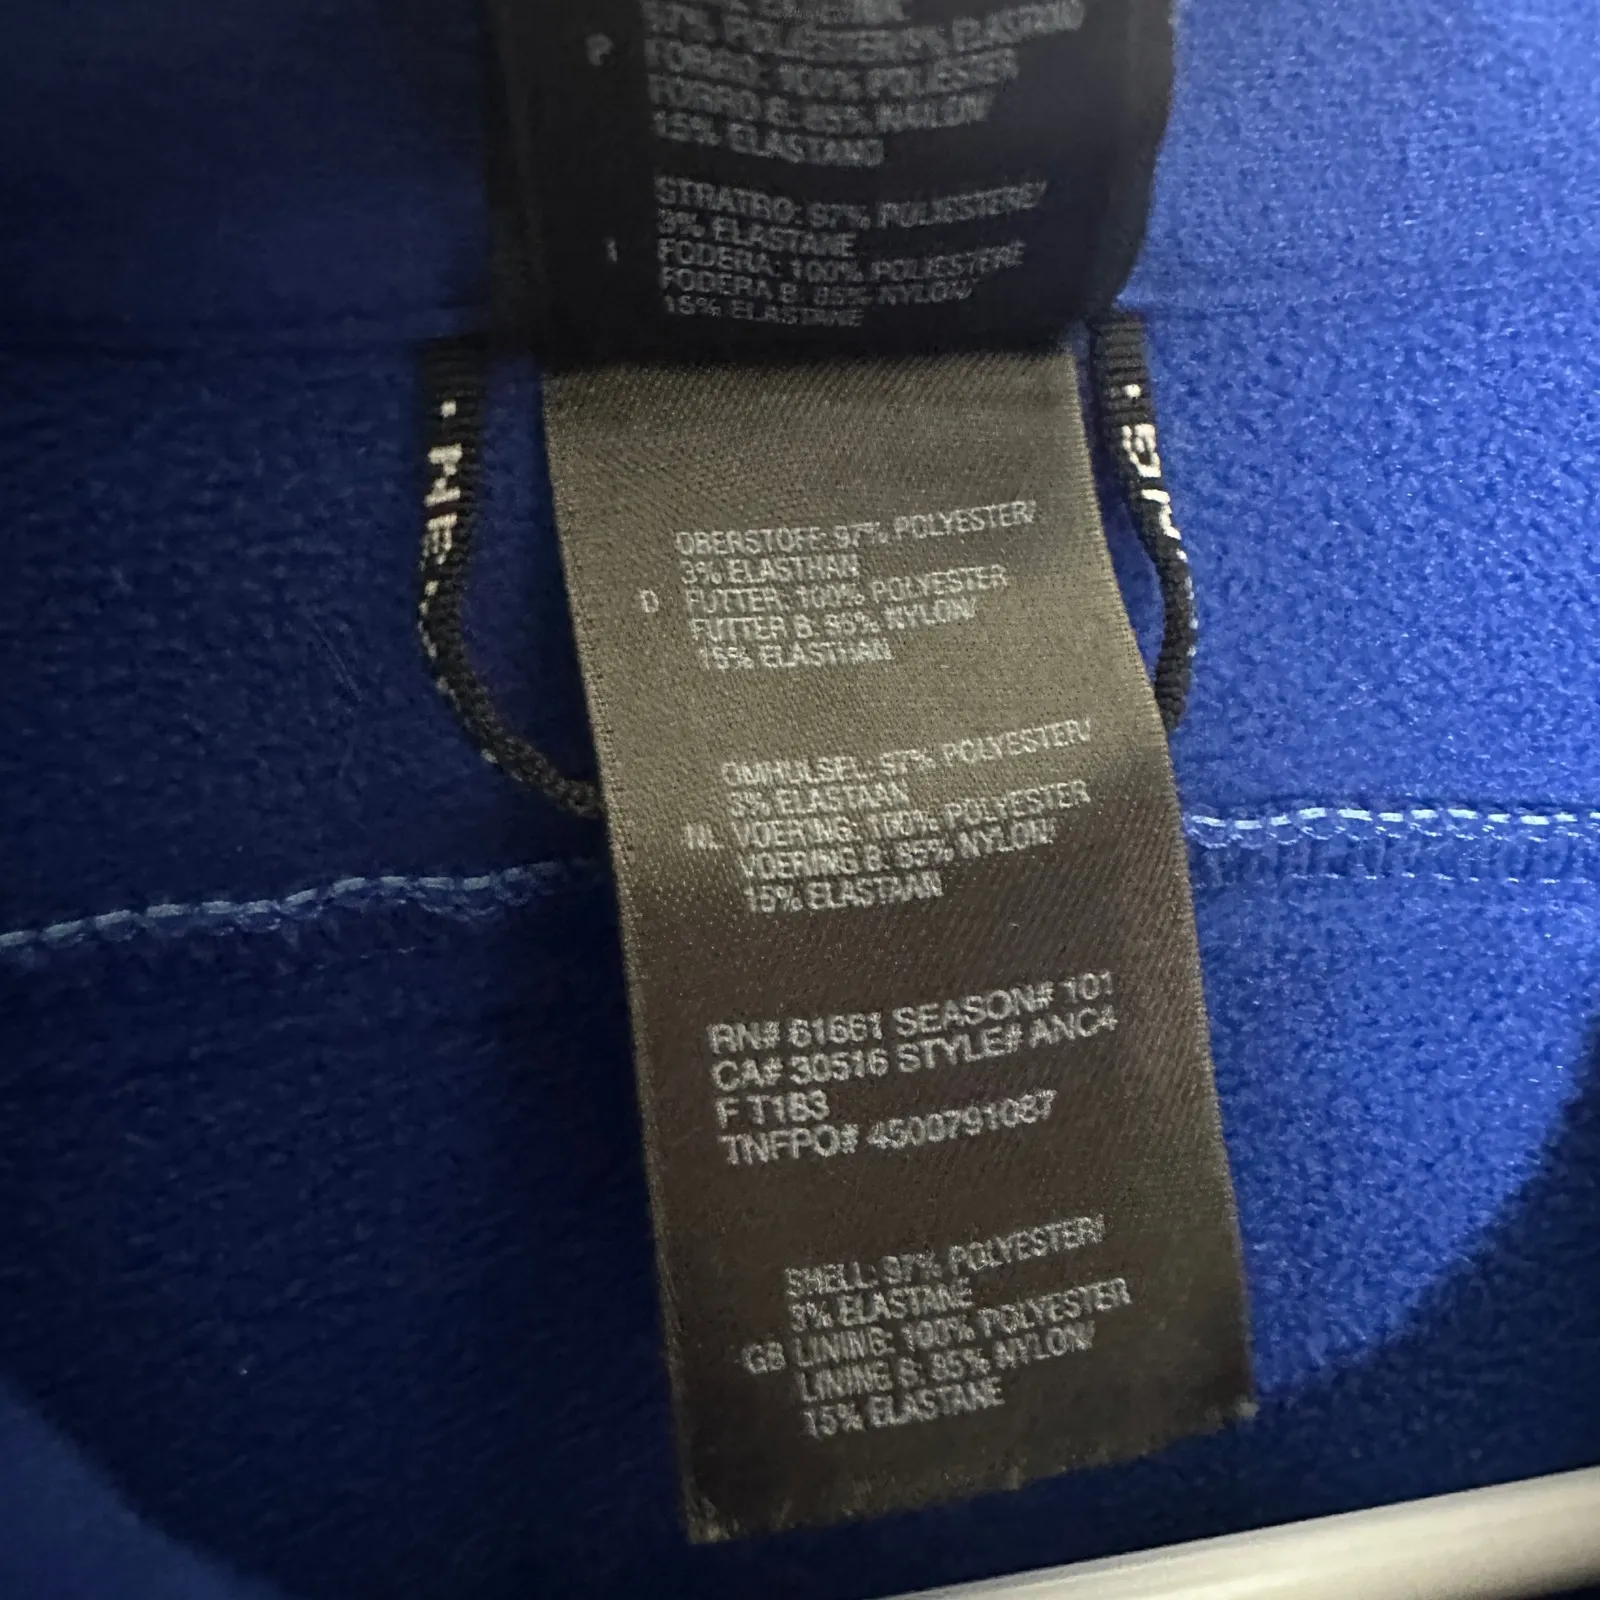 97% POLIESTER/3% ELASTANO
P FORRO: 100% POLIESTER
FORRO B: 85% NAILON/
15% ELASTANO
STRATRO: 97% POLIESTERE/
3% ELASTANE
I FODERA: 100% POLIESTERE
FODERA B: 85% NYLON/
15% ELASTANE
OBERSTOFF: 97% POLYESTER/
3% ELASTHAN
D FUTTER: 100% POLYESTER
FUTTER B: 85% NYLON/
15% ELASTHAN
OMHULSEL: 97% POLYESTER/
3% ELASTAAN
NL VOERING: 100% POLYESTER
VOERING B: 85% NYLON/
15% ELASTHAN
RN# 61661 SEASON# 101
CA# 30516 STYLE# ANC4
F T183
TNFPO# 4500791087
SHELL: 97% POLYESTER/
3% ELASTANE
GB LINING: 100% POLYESTER
LINING B: 85% NYLON/
15% ELASTANE